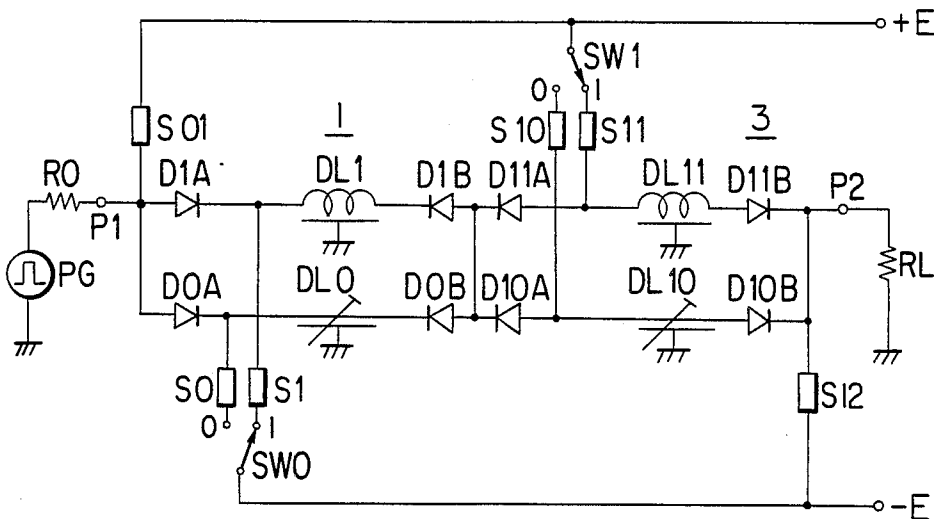 +E
SW1
0
1
S10
S11
S01
1
3
R0
D1A
DL1
D1B
D11A
DL11
D11B
P2
P1
PG
RL
D0A
DL0
D0B
D10A
DL10
D10B
S0
S1
S12
0
1
SW0
-E